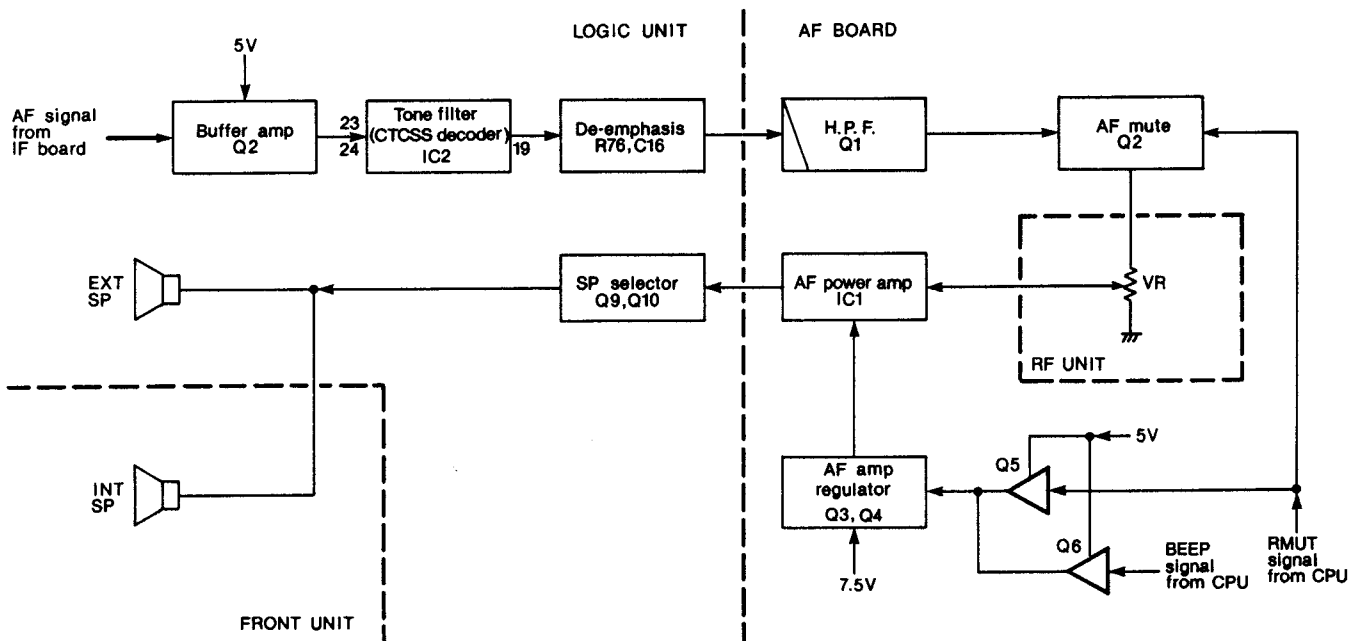 LOGIC UNIT
AF BOARD
5V
AF signal
from
IF board
Buffer amp
Q2
23
24
Tone filter
(CTCSS decoder)
IC2
19
De-emphasis
R76, C16
H. P. F.
Q1
AF mute
Q2
EXT
SP
SP selector
Q9, Q10
AF power amp
IC1
VR
RF UNIT
INT
SP
AF amp
regulator
Q3, Q4
7.5V
Q5
5V
Q6
BEEP
signal
from CPU
RMUT
signal
from CPU
FRONT UNIT